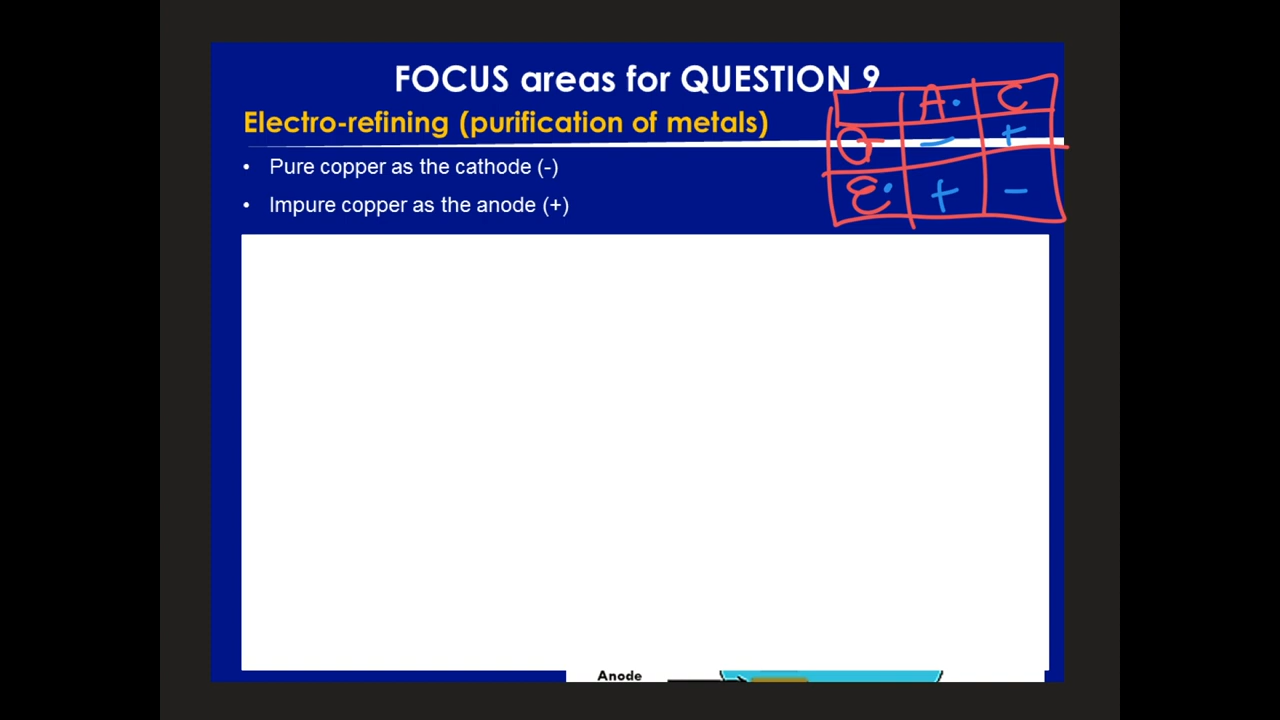 FOCUS areas for QUESTION 9
Electro-refining (purification of metals)
• Pure copper as the cathode (-)
• Impure copper as the anode (+)
A • C
- +
E • + -
Anode